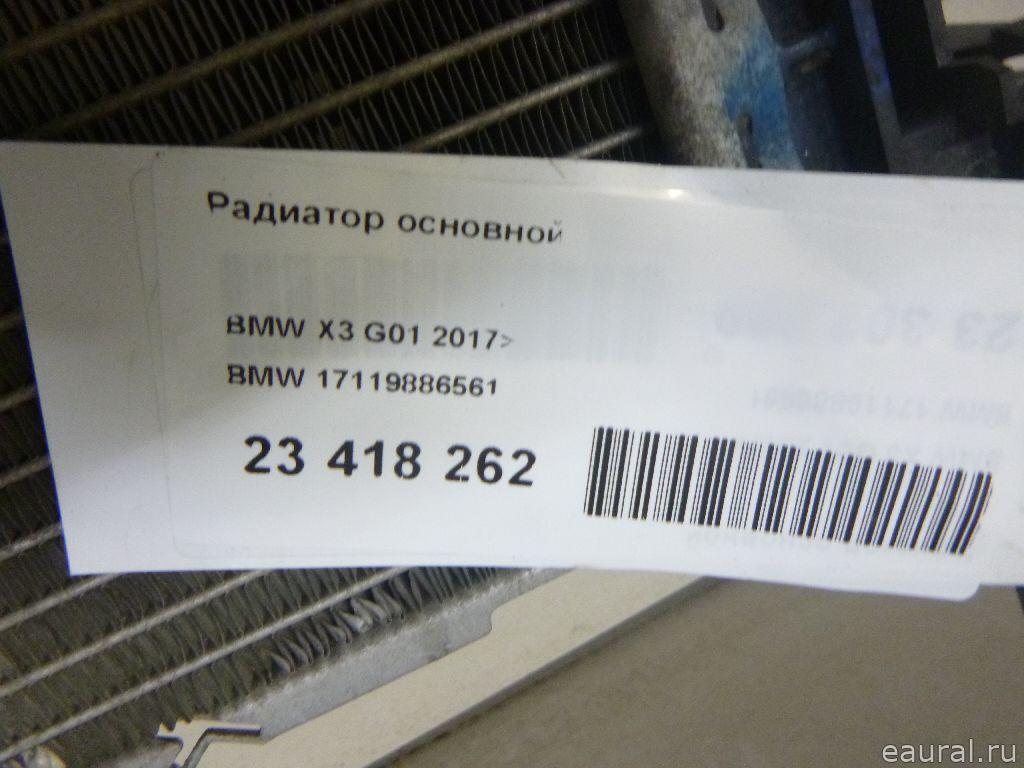 Радиатор основной
BMW X3 G01 2017>
BMW 17119886561
23 418 262
eaural.ru